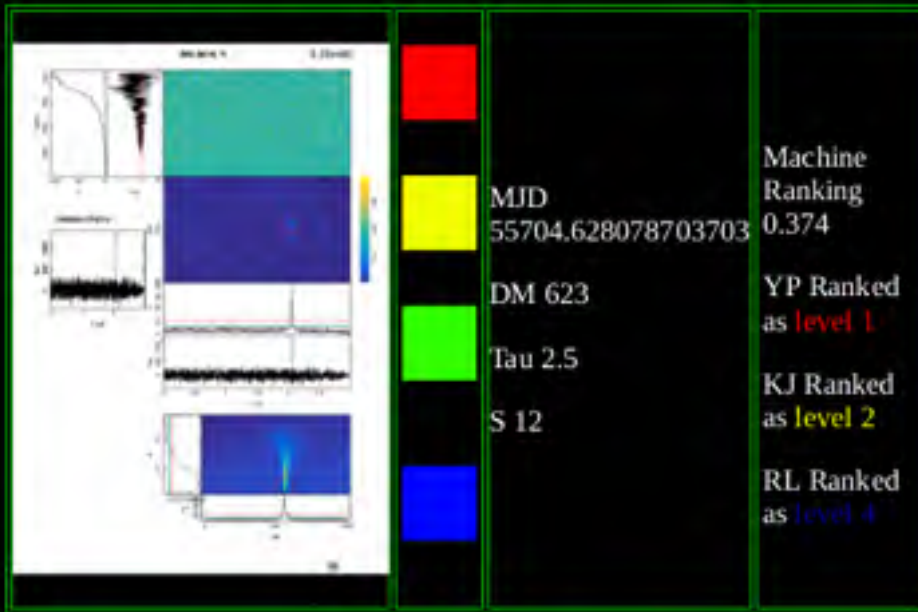 MJD
55704.628078703703
DM 623
Tau 2.5
S 12
Machine
Ranking
0.374
YP Ranked
as level 1
KJ Ranked
as level 2
RL Ranked
as level 4